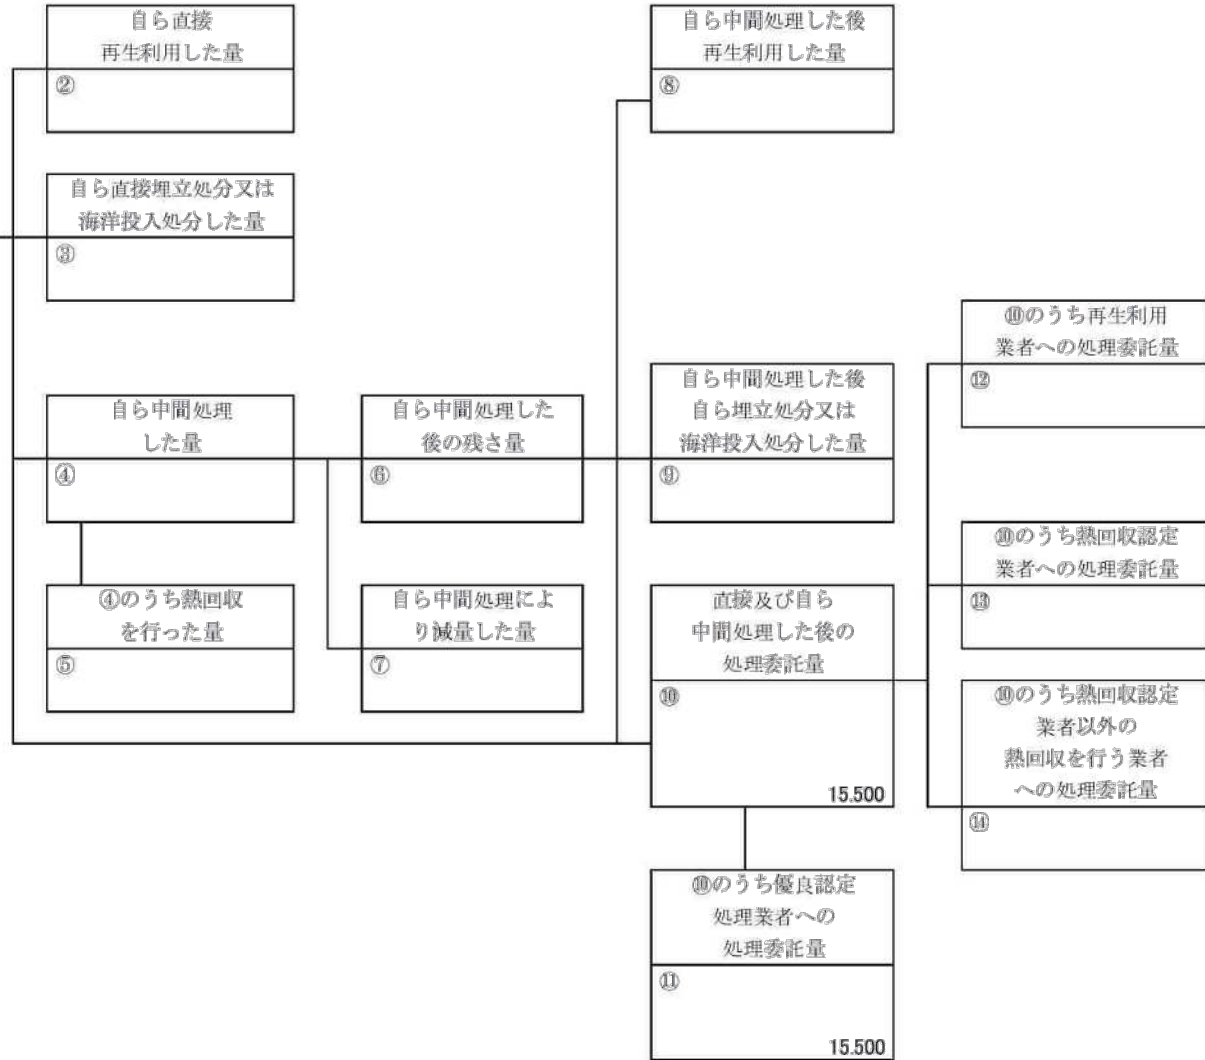 自ら直接
再生利用した量
②
自ら中間処理した後
再生利用した量
⑧
自ら直接埋立処分又は
海洋投入処分した量
③
⑩のうち再生利用
業者への処理委託量
⑫
自ら中間処理
した量
④
自ら中間処理した
後の残さ量
⑥
自ら中間処理した後
自ら埋立処分又は
海洋投入処分した量
⑨
⑩のうち熱回収認定
業者への処理委託量
⑬
④のうち熱回収
を行った量
⑤
自ら中間処理によ
り減量した量
⑦
直接及び自ら
中間処理した後の
処理委託量
⑩
15.500
⑩のうち熱回収認定
業者以外の
熱回収を行う業者
への処理委託量
⑭
⑩のうち優良認定
処理業者への
処理委託量
⑪
15.500